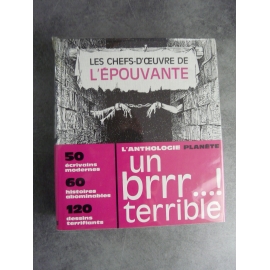 LES CHEFS-D'ŒUVRE DE
L'ÉPOUVANTE
L'ANTHOLOGIE PLANÈTE
50
écrivains
modernes
60
histoires
abominables
120
dessins
terrifiants
un
brrr...!
terrible